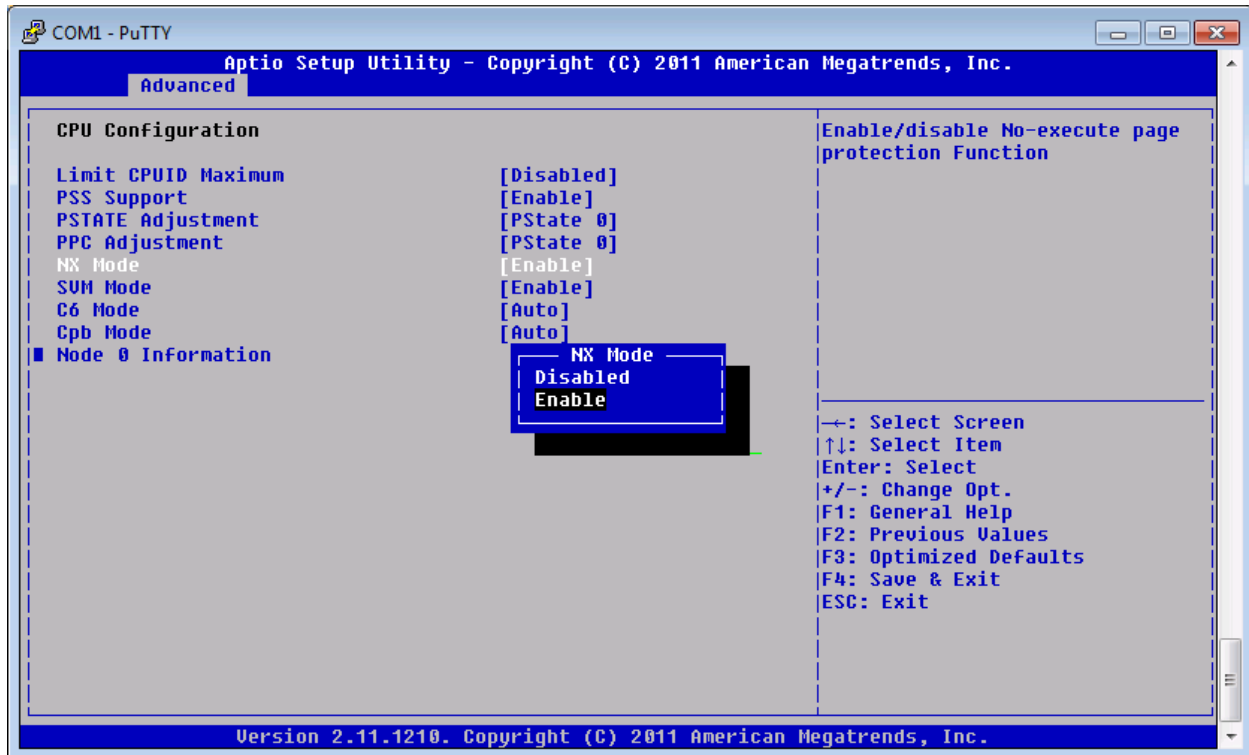 COM1 - PuTTY
Aptio Setup Utility - Copyright (C) 2011 American Megatrends, Inc.
Advanced
CPU Configuration
Limit CPUID Maximum [Disabled]
PSS Support [Enable]
PSTATE Adjustment [PState 0]
PPC Adjustment [PState 0]
NX Mode [Enable]
SVM Mode [Enable]
C6 Mode [Auto]
Cpb Mode [Auto]
Node 0 Information
NX Mode
Disabled
Enable
Enable/disable No-execute page
protection Function
→←: Select Screen
↑↓: Select Item
Enter: Select
+/-: Change Opt.
F1: General Help
F2: Previous Values
F3: Optimized Defaults
F4: Save & Exit
ESC: Exit
Version 2.11.1210. Copyright (C) 2011 American Megatrends, Inc.